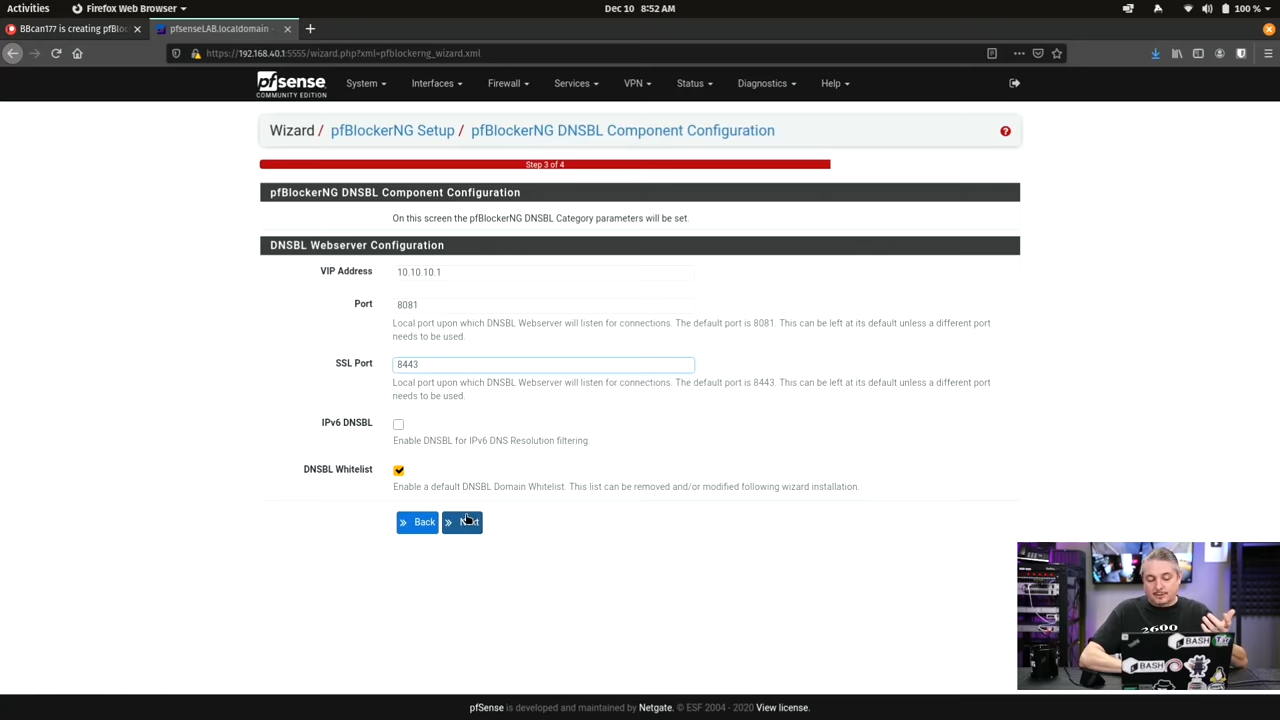 Activities
Firefox Web Browser
Dec 10 8:52 AM
100 %
BBcan177 is creating pfBloc
pfsenseLAB.localdomain -
https://192.168.40.1:5555/wizard.php?xml=pfblockerng_wizard.xml
pfsense
COMMUNITY EDITION
System
Interfaces
Firewall
Services
VPN
Status
Diagnostics
Help
Wizard / pfBlockerNG Setup / pfBlockerNG DNSBL Component Configuration
Step 3 of 4
pfBlockerNG DNSBL Component Configuration
On this screen the pfBlockerNG DNSBL Category parameters will be set.
DNSBL Webserver Configuration
VIP Address
10.10.10.1
Port
8081
Local port upon which DNSBL Webserver will listen for connections. The default port is 8081. This can be left at its default unless a different port
needs to be used.
SSL Port
8443
Local port upon which DNSBL Webserver will listen for connections. The default port is 8443. This can be left at its default unless a different port
needs to be used.
IPv6 DNSBL
Enable DNSBL for IPv6 DNS Resolution filtering.
DNSBL Whitelist
Enable a default DNSBL Domain Whitelist. This list can be removed and/or modified following wizard installation.
Back
Next
2600
BASH
BASH
pfSense is developed and maintained by Netgate. © ESF 2004 - 2020 View license.